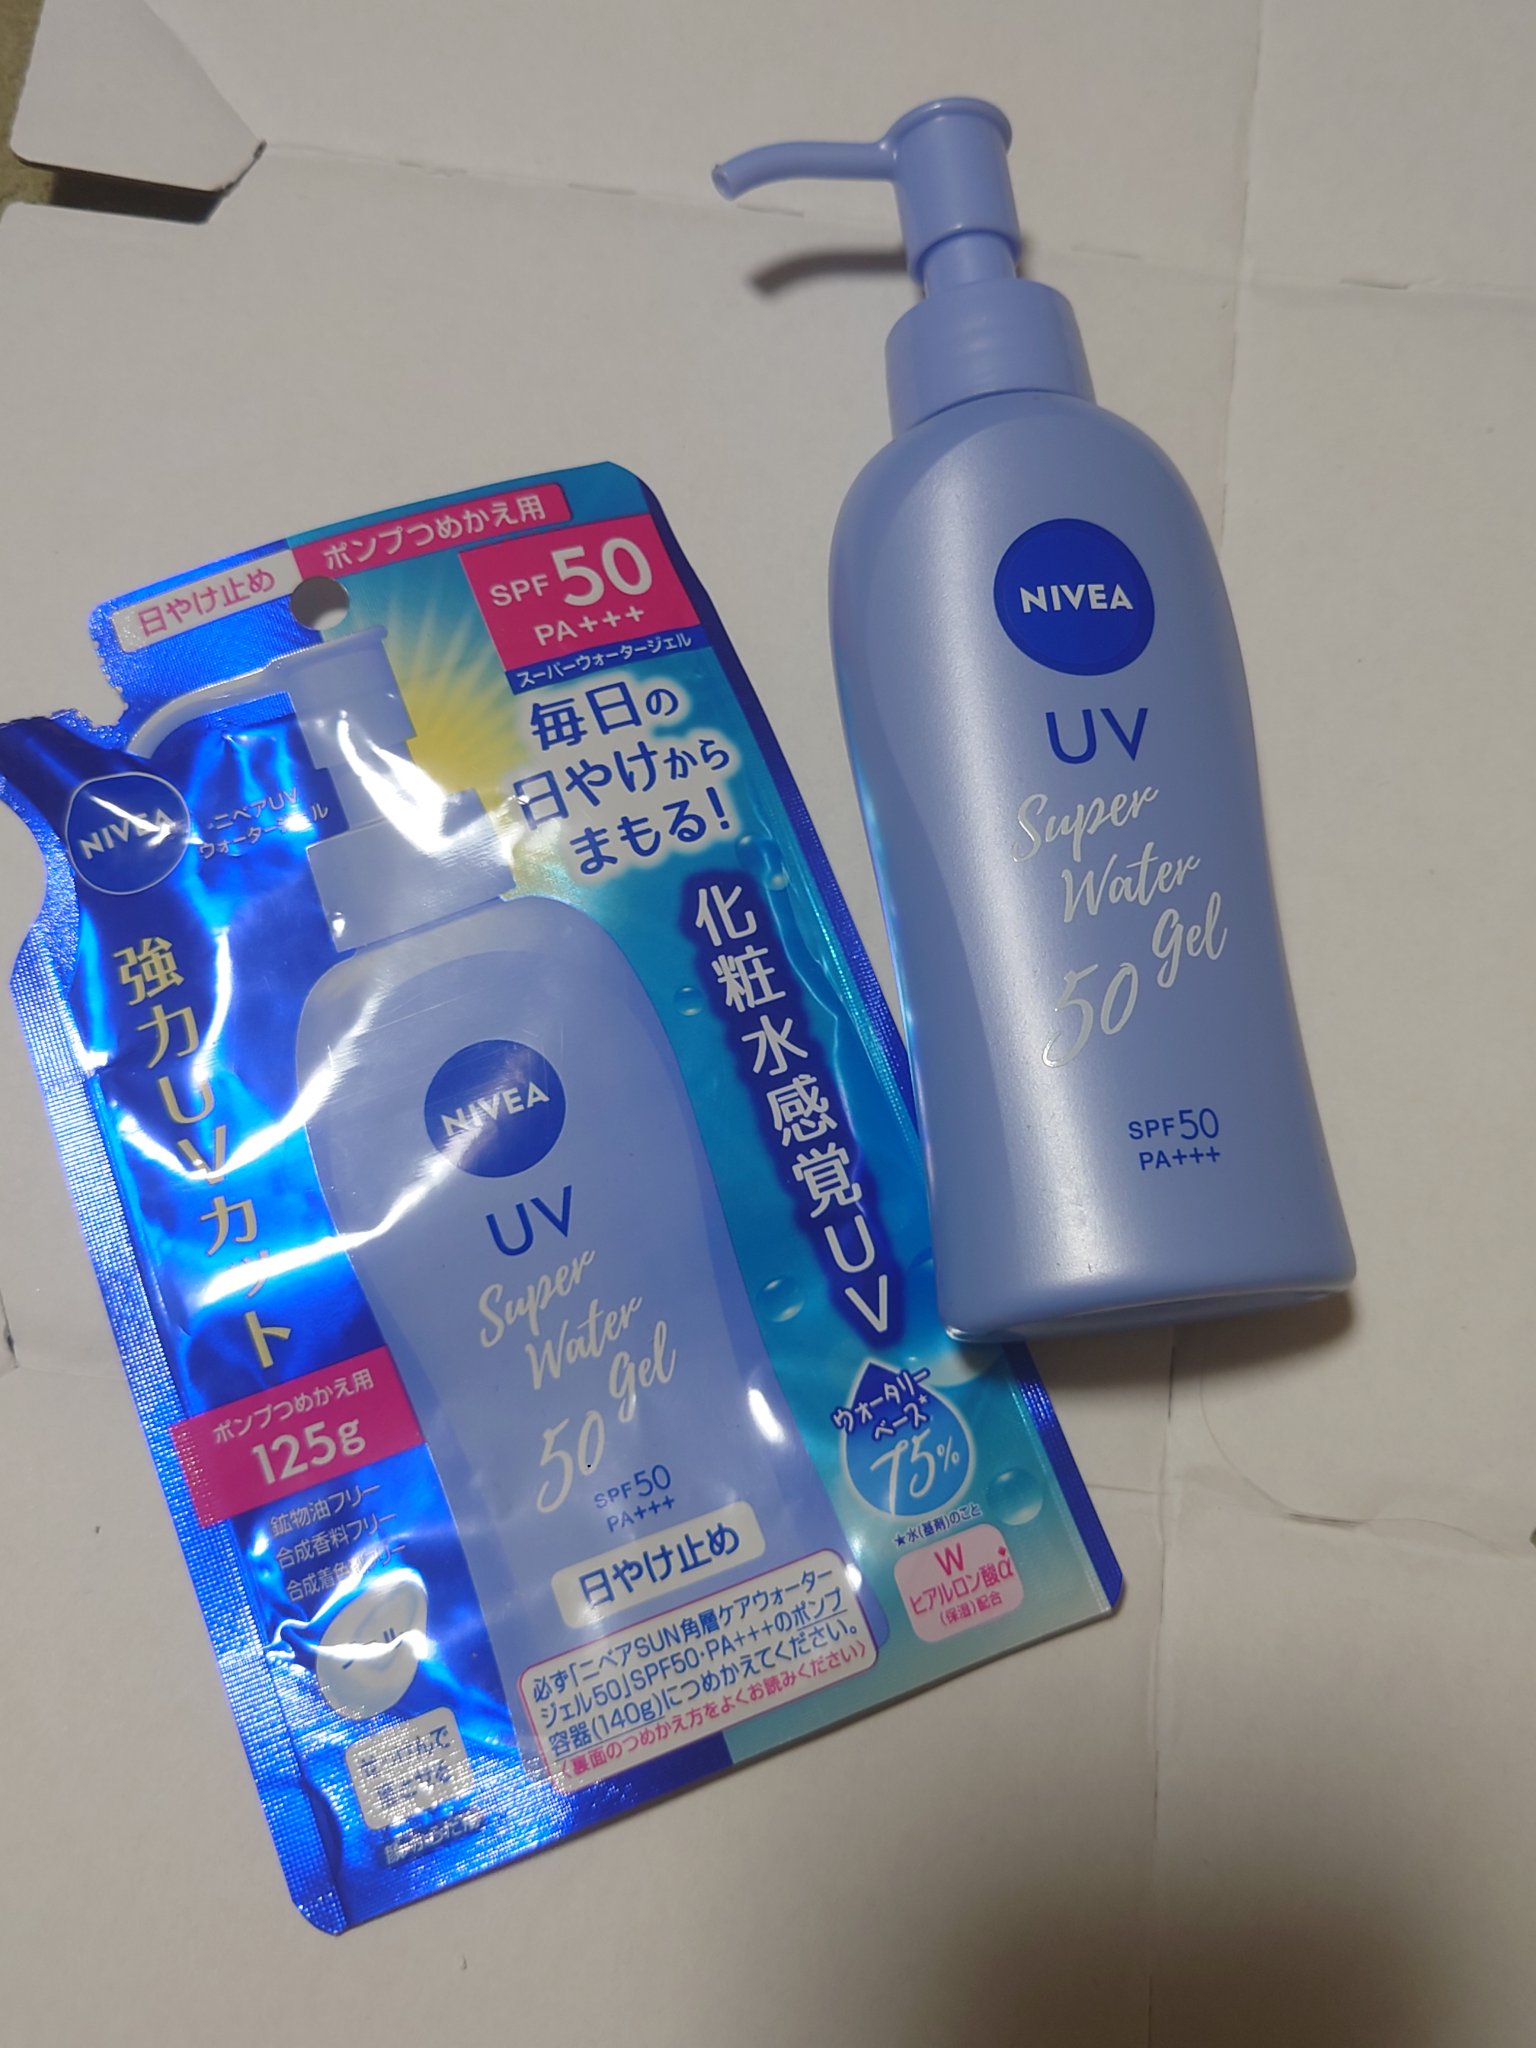 日やけ止め
ポンプつめかえ用
SPF 50
PA+++
スーパーウォータージェル
毎日の
日やけから
まもる!
NIVEA
ニベアUV
ウォータージェル
強力UVカット
化粧水感覚UV
NIVEA
UV
Super
Water
Gel
50
SPF50
PA+++
日やけ止め
ポンプつめかえ用
125g
鉱物油フリー
合成香料フリー
ウォータリー
ベース★
75%
★水(基剤)のこと
W
ヒアルロン酸α
(保湿)配合
必ず「ニベアSUN角層ケアウォーター
ジェル50」SPF50・PA+++のポンプ
容器(140g)につめかえてください。
〈裏面のつめかえ方をよくお読みください〉
NIVEA
UV
Super
Water
Gel
50
SPF50
PA+++